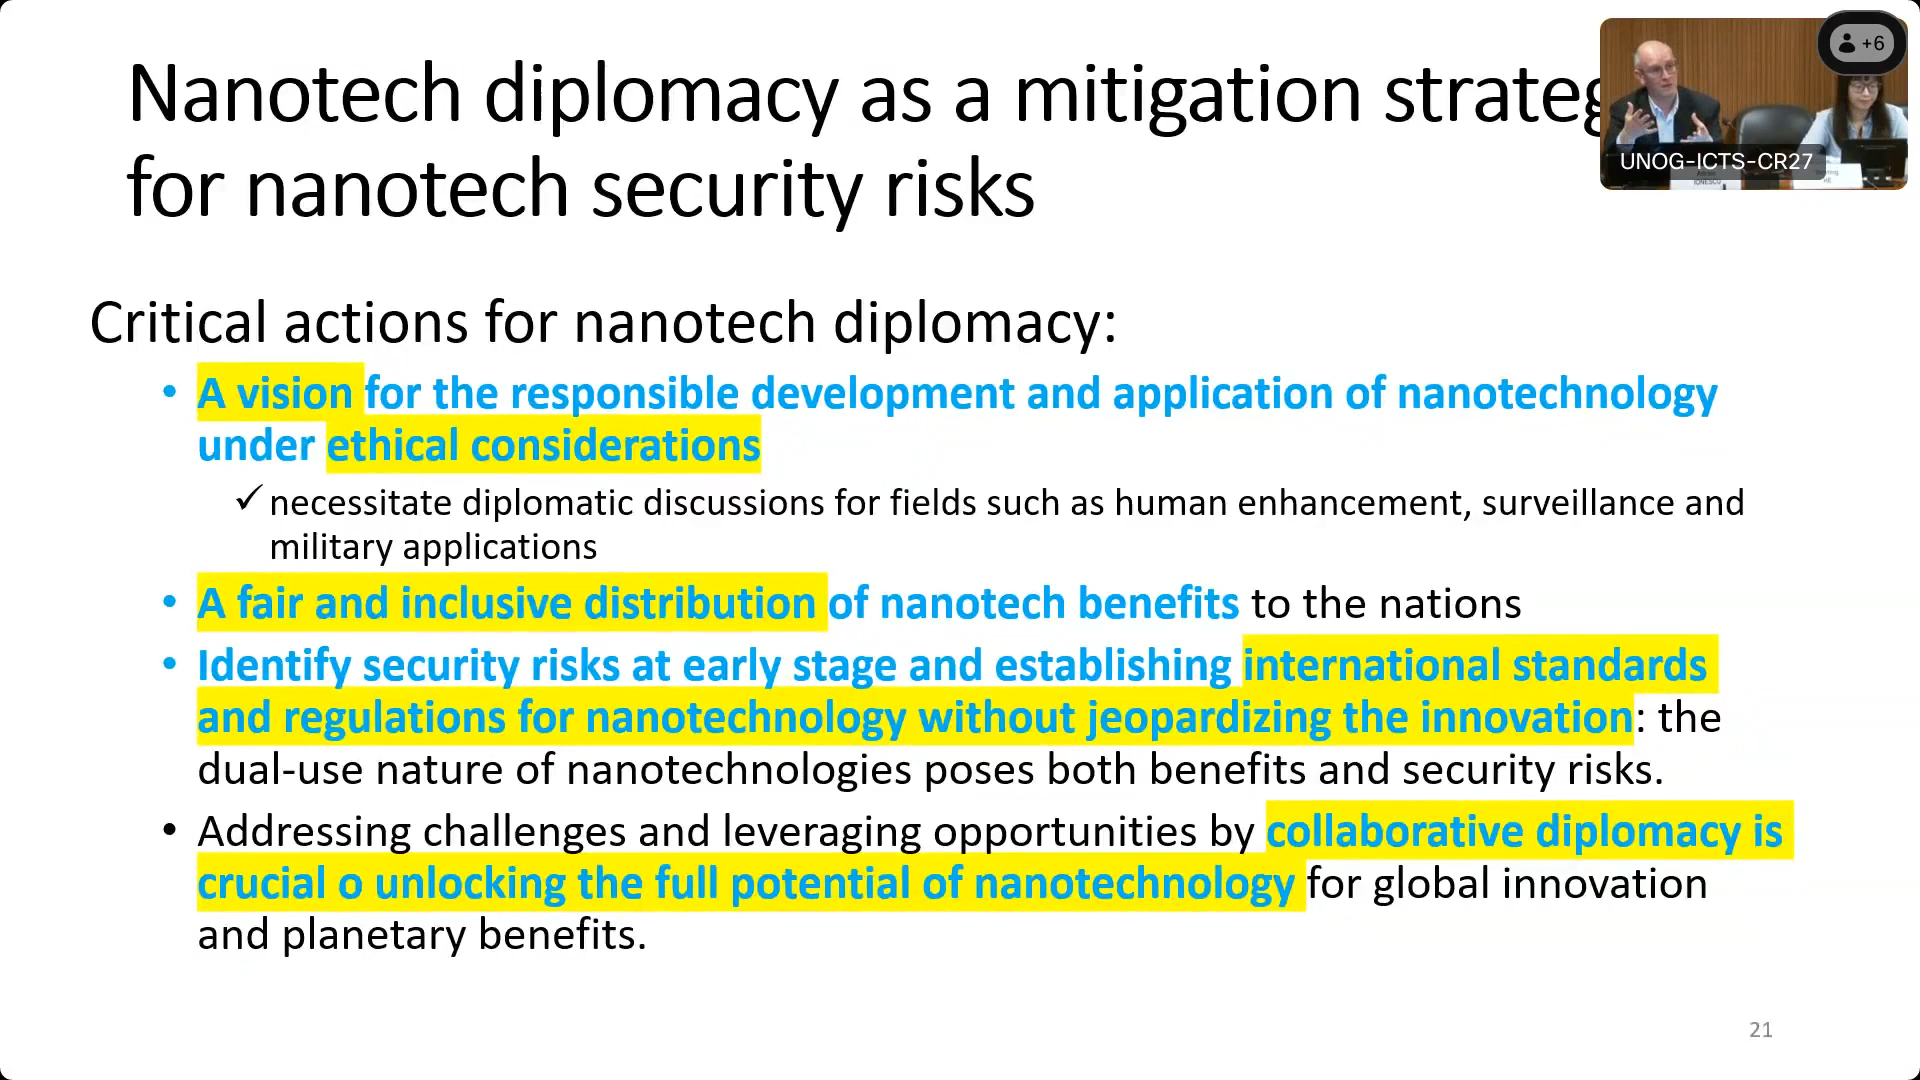 Nanotech diplomacy as a mitigation strateg
for nanotech security risks
+6
UNOG-ICTS-CR27
IONESCU
HE
Critical actions for nanotech diplomacy:
• A vision for the responsible development and application of nanotechnology
under ethical considerations
✓ necessitate diplomatic discussions for fields such as human enhancement, surveillance and
military applications
• A fair and inclusive distribution of nanotech benefits to the nations
• Identify security risks at early stage and establishing international standards
and regulations for nanotechnology without jeopardizing the innovation: the
dual-use nature of nanotechnologies poses both benefits and security risks.
• Addressing challenges and leveraging opportunities by collaborative diplomacy is
crucial o unlocking the full potential of nanotechnology for global innovation
and planetary benefits.
21